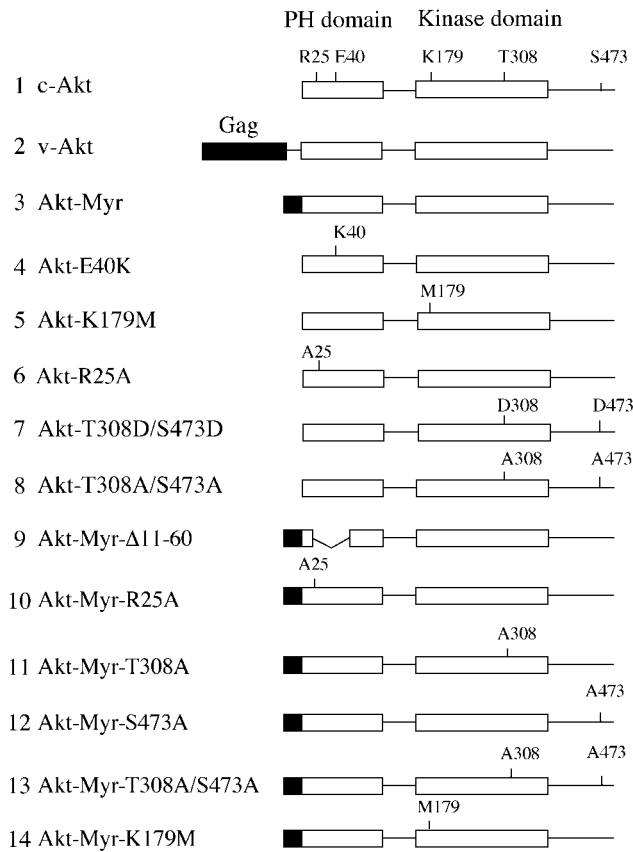 PH domain Kinase domain
R25 E40 K179 T308 S473
1 c-Akt
Gag
2 v-Akt
3 Akt-Myr
K40
4 Akt-E40K
M179
5 Akt-K179M
A25
6 Akt-R25A
D308 D473
7 Akt-T308D/S473D
A308 A473
8 Akt-T308A/S473A
9 Akt-Myr-Δ11-60
A25
10 Akt-Myr-R25A
A308
11 Akt-Myr-T308A
A473
12 Akt-Myr-S473A
A308 A473
13 Akt-Myr-T308A/S473A
M179
14 Akt-Myr-K179M